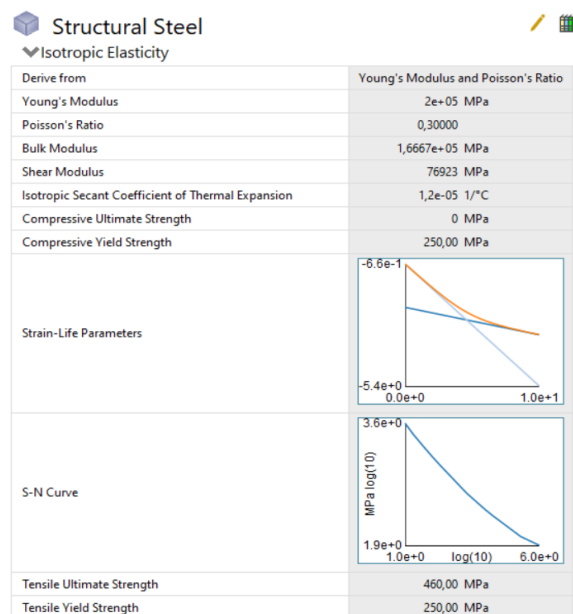 Structural Steel
Isotropic Elasticity
Derive from Young's Modulus and Poisson's Ratio
Young's Modulus 2e+05 MPa
Poisson's Ratio 0,30000
Bulk Modulus 1,6667e+05 MPa
Shear Modulus 76923 MPa
Isotropic Secant Coefficient of Thermal Expansion 1,2e-05 1/°C
Compressive Ultimate Strength 0 MPa
Compressive Yield Strength 250,00 MPa
Strain-Life Parameters
-6.6e-1
-5.4e+0
0.0e+0 1.0e+1
S-N Curve
3.6e+0
MPa log(10)
1.9e+0
1.0e+0 log(10) 6.0e+0
Tensile Ultimate Strength 460,00 MPa
Tensile Yield Strength 250,00 MPa